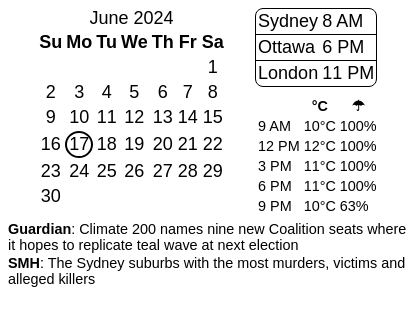 June 2024
Su Mo Tu We Th Fr Sa
1
2 3 4 5 6 7 8
9 10 11 12 13 14 15
16 17 18 19 20 21 22
23 24 25 26 27 28 29
30
Sydney 8 AM
Ottawa 6 PM
London 11 PM
°C ☂
9 AM 10°C 100%
12 PM 12°C 100%
3 PM 11°C 100%
6 PM 11°C 100%
9 PM 10°C 63%
Guardian: Climate 200 names nine new Coalition seats where
it hopes to replicate teal wave at next election
SMH: The Sydney suburbs with the most murders, victims and
alleged killers